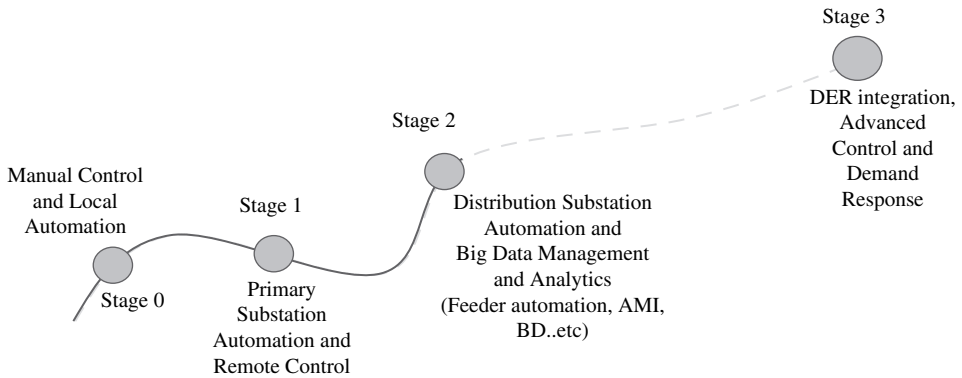 Manual Control
and Local
Automation
Stage 0
Stage 1
Primary
Substation
Automation and
Remote Control
Stage 2
Distribution Substation
Automation and
Big Data Management
and Analytics
(Feeder automation, AMI,
BD..etc)
Stage 3
DER integration,
Advanced
Control and
Demand
Response